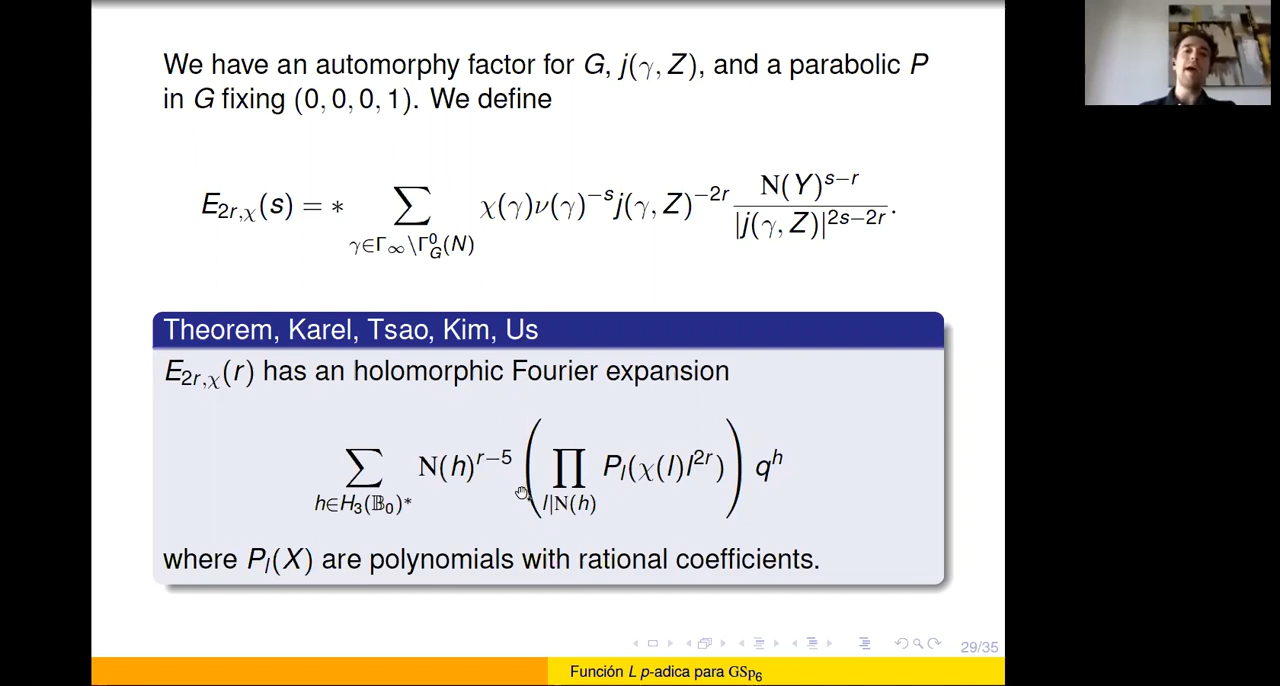 We have an automorphy factor for G, j(γ, Z), and a parabolic P
in G fixing (0, 0, 0, 1). We define
E_{2r,χ}(s) = * ∑_{γ∈Γ_∞\Γ_G^0(N)} χ(γ)ν(γ)^{-s} j(γ, Z)^{-2r} N(Y)^{s-r} / |j(γ, Z)|^{2s-2r}.
Theorem, Karel, Tsao, Kim, Us
E_{2r,χ}(r) has an holomorphic Fourier expansion
∑_{h∈H_3(𝔹_0)*} N(h)^{r-5} (∏_{l|N(h)} P_l(χ(l)l^{2r})) q^h
where P_l(X) are polynomials with rational coefficients.
29/35
Función L p-adica para GSp_6